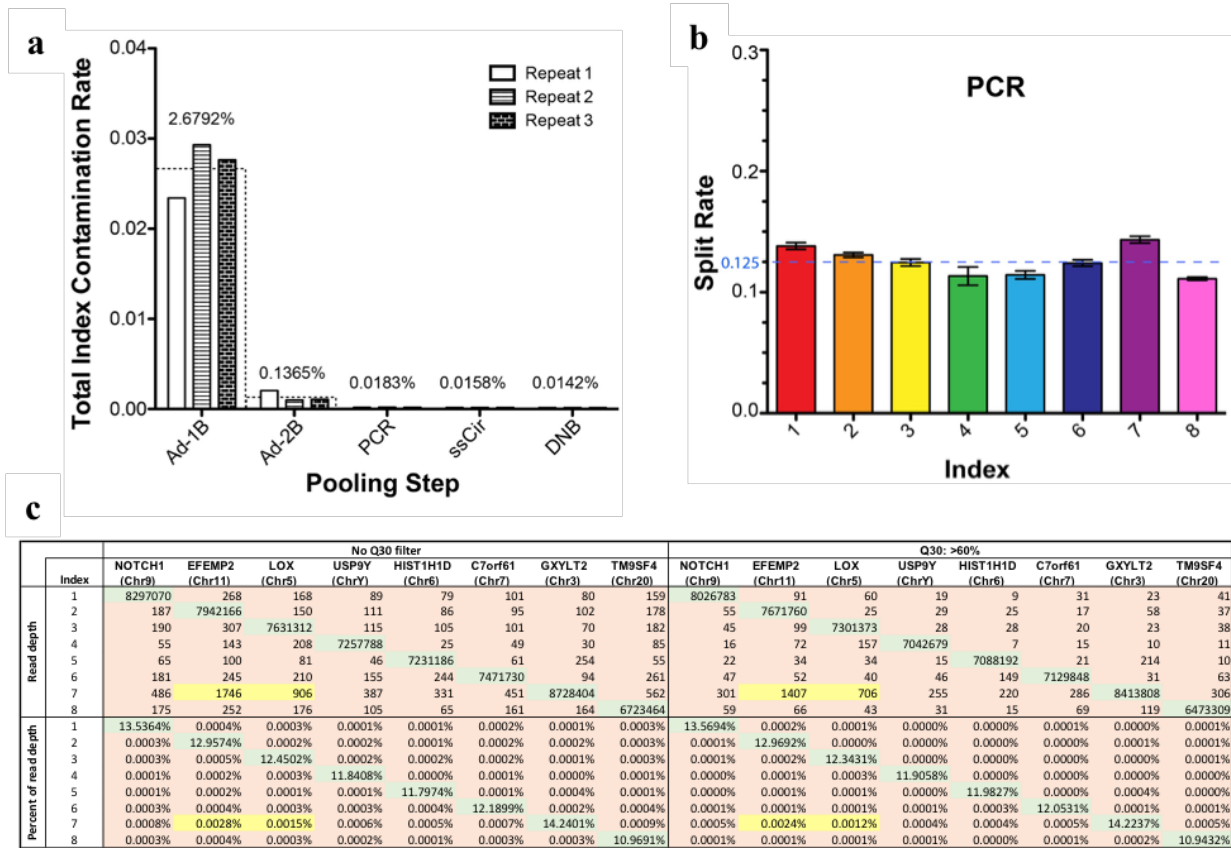 a
Total Index Contamination Rate
0.04
0.03
0.02
0.01
0.00
2.6792%
0.1365%
0.0183%
0.0158%
0.0142%
Repeat 1
Repeat 2
Repeat 3
Ad-1B
Ad-2B
PCR
ssCir
DNB
Pooling Step
b
PCR
Split Rate
0.3
0.2
0.125
0.1
0.0
1
2
3
4
5
6
7
8
Index
c
No Q30 filter Q30: >60%
NOTCH1 EFEMP2 LOX USP9Y HIST1H1D C7orf61 GXYLT2 TM9SF4 NOTCH1 EFEMP2 LOX USP9Y HIST1H1D C7orf61 GXYLT2 TM9SF4
Index (Chr9) (Chr11) (Chr5) (ChrY) (Chr6) (Chr7) (Chr3) (Chr20) (Chr9) (Chr11) (Chr5) (ChrY) (Chr6) (Chr7) (Chr3) (Chr20)
Read depth
1 8297070 268 168 89 79 101 80 159 8026783 91 60 19 9 31 23 41
2 187 7942166 150 111 86 95 102 178 55 7671760 25 29 25 17 58 37
3 190 307 7631312 115 105 101 70 182 45 99 7301373 28 28 20 23 38
4 55 143 208 7257788 25 49 30 85 16 72 157 7042679 7 15 10 11
5 65 100 81 46 7231186 61 254 55 22 34 34 15 7088192 21 214 10
6 181 245 210 155 244 7471730 94 261 47 52 40 46 149 7129848 31 63
7 486 1746 906 387 331 451 8728404 562 301 1407 706 255 220 286 8413808 306
8 175 252 176 105 65 161 164 6723464 59 66 43 31 15 69 119 6473309
Percent of read depth
1 13.5364% 0.0004% 0.0003% 0.0001% 0.0001% 0.0002% 0.0001% 0.0003% 13.5694% 0.0002% 0.0001% 0.0000% 0.0000% 0.0001% 0.0000% 0.0001%
2 0.0003% 12.9574% 0.0002% 0.0002% 0.0001% 0.0002% 0.0002% 0.0003% 0.0001% 12.9692% 0.0000% 0.0000% 0.0000% 0.0000% 0.0001% 0.0001%
3 0.0003% 0.0005% 12.4502% 0.0002% 0.0002% 0.0002% 0.0001% 0.0003% 0.0001% 0.0002% 12.3431% 0.0000% 0.0000% 0.0000% 0.0000% 0.0001%
4 0.0001% 0.0002% 0.0003% 11.8408% 0.0000% 0.0001% 0.0000% 0.0001% 0.0000% 0.0001% 0.0003% 11.9058% 0.0000% 0.0000% 0.0000% 0.0000%
5 0.0001% 0.0002% 0.0001% 0.0001% 11.7974% 0.0001% 0.0004% 0.0001% 0.0000% 0.0001% 0.0001% 0.0000% 11.9827% 0.0000% 0.0004% 0.0000%
6 0.0003% 0.0004% 0.0003% 0.0003% 0.0004% 12.1899% 0.0002% 0.0004% 0.0001% 0.0001% 0.0001% 0.0001% 0.0003% 12.0531% 0.0001% 0.0001%
7 0.0008% 0.0028% 0.0015% 0.0006% 0.0005% 0.0007% 14.2401% 0.0009% 0.0005% 0.0024% 0.0012% 0.0004% 0.0004% 0.0005% 14.2237% 0.0005%
8 0.0003% 0.0004% 0.0003% 0.0002% 0.0001% 0.0003% 0.0003% 10.9691% 0.0001% 0.0001% 0.0001% 0.0001% 0.0000% 0.0001% 0.0002% 10.9432%